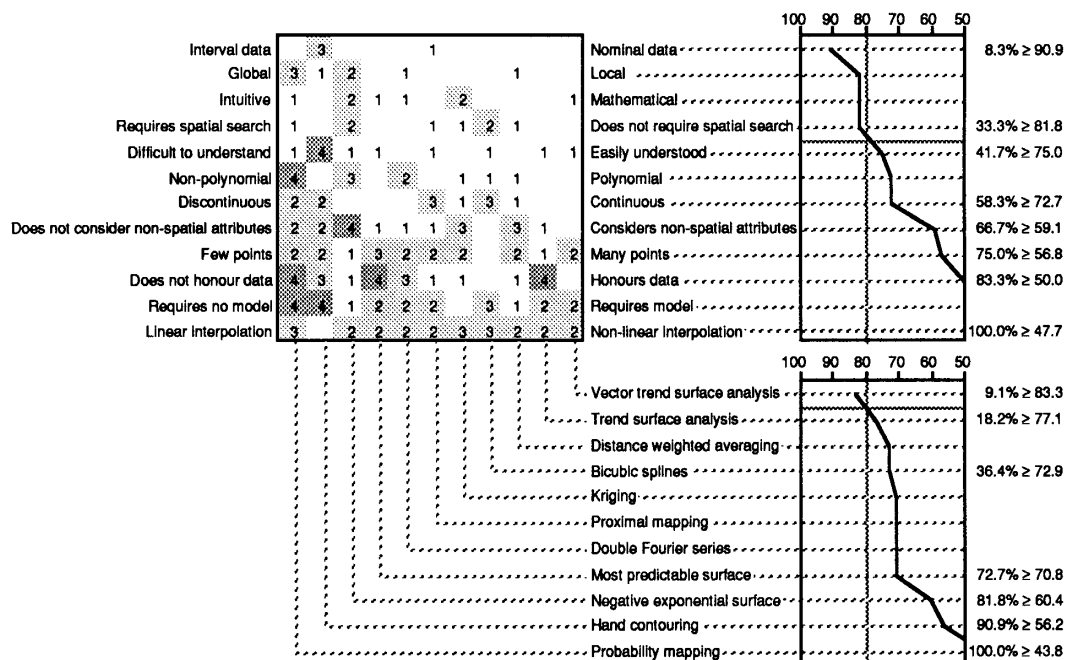 100 90 80 70 60 50
Interval data 3 1 Nominal data 8.3% ≥ 90.9
Global 3 1 2 1 1 Local
Intuitive 1 2 1 1 2 1 Mathematical
Requires spatial search 1 2 1 1 2 1 Does not require spatial search 33.3% ≥ 81.8
Difficult to understand 1 4 1 1 1 1 1 1 Easily understood 41.7% ≥ 75.0
Non-polynomial 4 3 2 1 1 1 Polynomial
Discontinuous 2 2 3 1 3 1 Continuous 58.3% ≥ 72.7
Does not consider non-spatial attributes 2 2 4 1 1 1 3 3 1 Considers non-spatial attributes 66.7% ≥ 59.1
Few points 2 2 1 3 2 2 2 2 1 2 Many points 75.0% ≥ 56.8
Does not honour data 4 3 1 4 3 1 1 1 4 Honours data 83.3% ≥ 50.0
Requires no model 4 4 1 2 2 2 3 1 2 2 Requires model
Linear interpolation 3 2 2 2 2 3 3 2 2 2 Non-linear interpolation 100.0% ≥ 47.7
100 90 80 70 60 50
Vector trend surface analysis 9.1% ≥ 83.3
Trend surface analysis 18.2% ≥ 77.1
Distance weighted averaging
Bicubic splines 36.4% ≥ 72.9
Kriging
Proximal mapping
Double Fourier series
Most predictable surface 72.7% ≥ 70.8
Negative exponential surface 81.8% ≥ 60.4
Hand contouring 90.9% ≥ 56.2
Probability mapping 100.0% ≥ 43.8